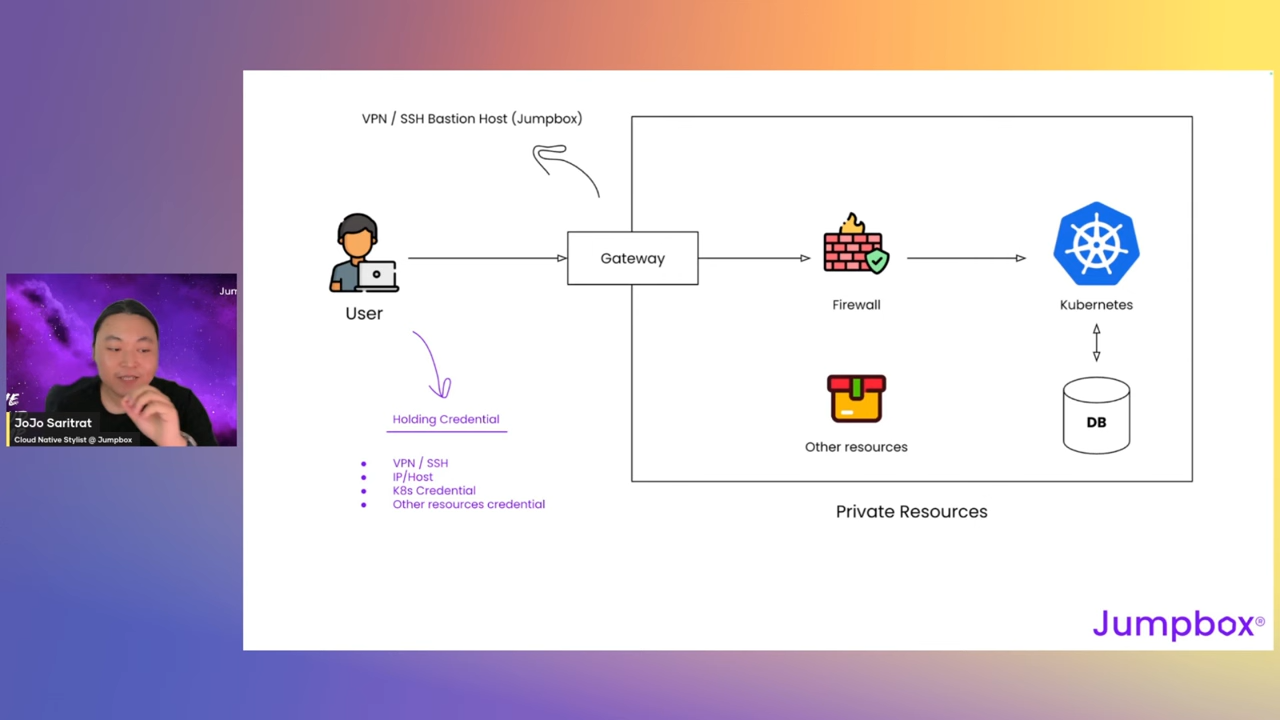 VPN / SSH Bastion Host (Jumpbox)
Gateway
User
Firewall
Kubernetes
Holding Credential
DB
Other resources
• VPN / SSH
• IP/Host
• K8s Credential
• Other resources credential
Private Resources
Jumpbox®
JoJo Saritrat
Cloud Native Stylist @ Jumpbox